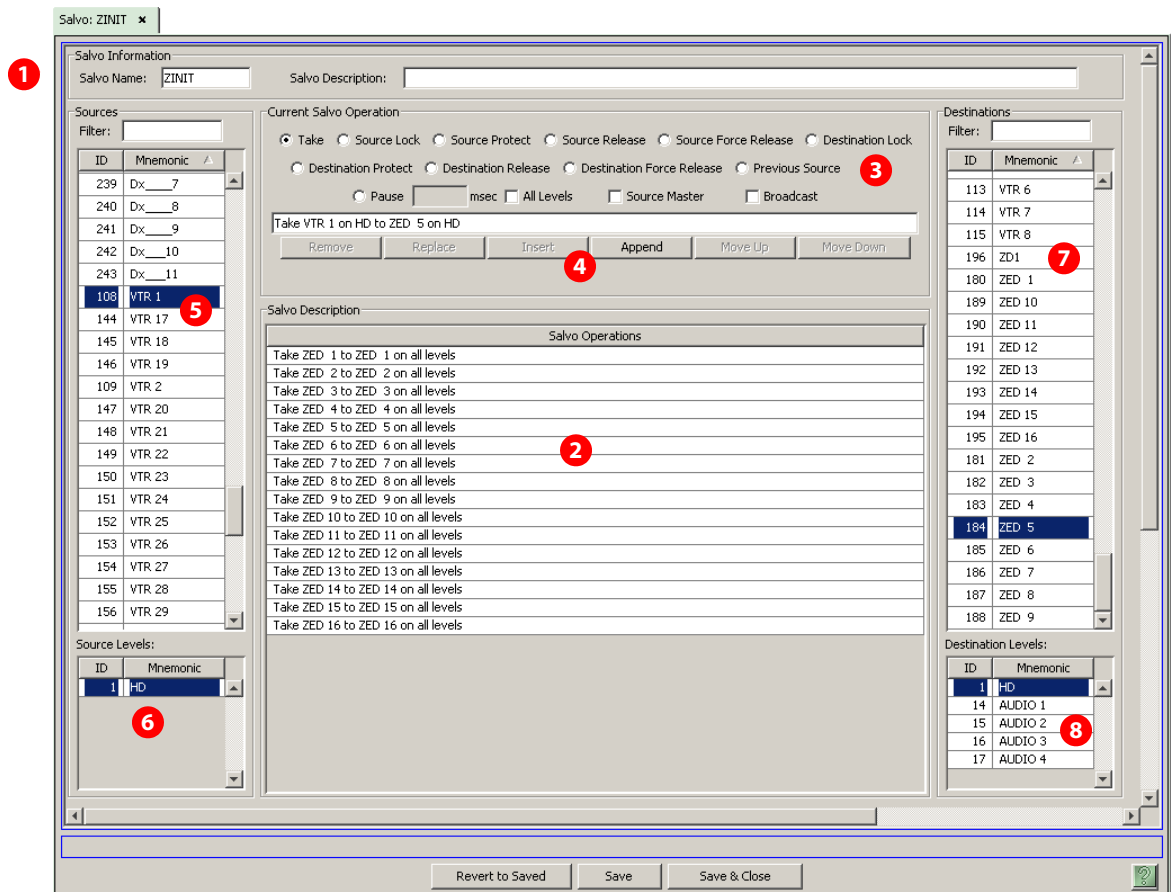 Salvo: ZINIT ×
1
Salvo Information
Salvo Name: ZINIT Salvo Description:
Sources
Filter:
ID Mnemonic
239 Dx___7
240 Dx___8
241 Dx___9
242 Dx___10
243 Dx___11
108 VTR 1
5
144 VTR 17
145 VTR 18
146 VTR 19
109 VTR 2
147 VTR 20
148 VTR 21
149 VTR 22
150 VTR 23
151 VTR 24
152 VTR 25
153 VTR 26
154 VTR 27
155 VTR 28
156 VTR 29
Source Levels:
ID Mnemonic
1 HD
6
Current Salvo Operation
Take Source Lock Source Protect Source Release Source Force Release Destination Lock
Destination Protect Destination Release Destination Force Release Previous Source
3
Pause msec All Levels Source Master Broadcast
Take VTR 1 on HD to ZED 5 on HD
Remove Replace Insert Append Move Up Move Down
4
Salvo Description
Salvo Operations
Take ZED 1 to ZED 1 on all levels
Take ZED 2 to ZED 2 on all levels
Take ZED 3 to ZED 3 on all levels
Take ZED 4 to ZED 4 on all levels
Take ZED 5 to ZED 5 on all levels
Take ZED 6 to ZED 6 on all levels
2
Take ZED 7 to ZED 7 on all levels
Take ZED 8 to ZED 8 on all levels
Take ZED 9 to ZED 9 on all levels
Take ZED 10 to ZED 10 on all levels
Take ZED 11 to ZED 11 on all levels
Take ZED 12 to ZED 12 on all levels
Take ZED 13 to ZED 13 on all levels
Take ZED 14 to ZED 14 on all levels
Take ZED 15 to ZED 15 on all levels
Take ZED 16 to ZED 16 on all levels
Destinations
Filter:
ID Mnemonic
113 VTR 6
114 VTR 7
115 VTR 8
196 ZD1
7
180 ZED 1
189 ZED 10
190 ZED 11
191 ZED 12
192 ZED 13
193 ZED 14
194 ZED 15
195 ZED 16
181 ZED 2
182 ZED 3
183 ZED 4
184 ZED 5
185 ZED 6
186 ZED 7
187 ZED 8
188 ZED 9
Destination Levels:
ID Mnemonic
1 HD
14 AUDIO 1
15 AUDIO 2
8
16 AUDIO 3
17 AUDIO 4
Revert to Saved Save Save & Close ?